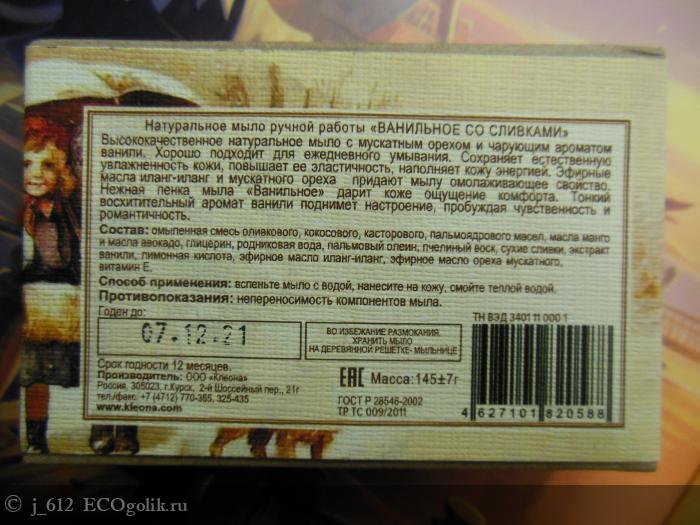 Натуральное мыло ручной работы «ВАНИЛЬНОЕ СО СЛИВКАМИ»
Высококачественное натуральное мыло с мускатным орехом и чарующим ароматом
ванили. Хорошо подходит для ежедневного умывания. Сохраняет естественную
увлажненность кожи, повышает ее эластичность, наполняет кожу энергией. Эфирные
масла иланг-иланг и мускатного ореха придают мылу омолаживающее свойство.
Нежная пенка мыла «Ванильное» дарит коже ощущение комфорта. Тонкий
восхитительный аромат ванили поднимет настроение, пробуждая чувственность и
романтичность.
Состав: омыленная смесь оливкового, кокосового, касторового, пальмоядрового масел, масла манго
и масла авокадо, глицерин, родниковая вода, пальмовый олеин, пчелиный воск, сухие сливки, экстракт
ванили, лимонная кислота, эфирное масло иланг-иланг, эфирное масло ореха мускатного,
витамин Е.
Способ применения: вспеньте мыло с водой, нанесите на кожу, смойте теплой водой.
Противопоказания: непереносимость компонентов мыла.
Годен до:
07.12.21
ВО ИЗБЕЖАНИЕ РАЗМОКАНИЯ,
ХРАНИТЬ МЫЛО
НА ДЕРЕВЯННОЙ РЕШЕТКЕ- МЫЛЬНИЦЕ
ТН ВЭД 3401 11 000 1
Срок годности 12 месяцев.
Производитель: ООО «Клеона»
Россия, 305023, г.Курск, 2-й Шоссейный пер., 21г
тел./факс: +7 (4712) 770-355, 325-435
www.kleona.com
ЕАС Масса: 145±7г
ГОСТ Р 28546-2002
ТР ТС 009/2011
4 627101 820588
© j_612 ECOgolik.ru